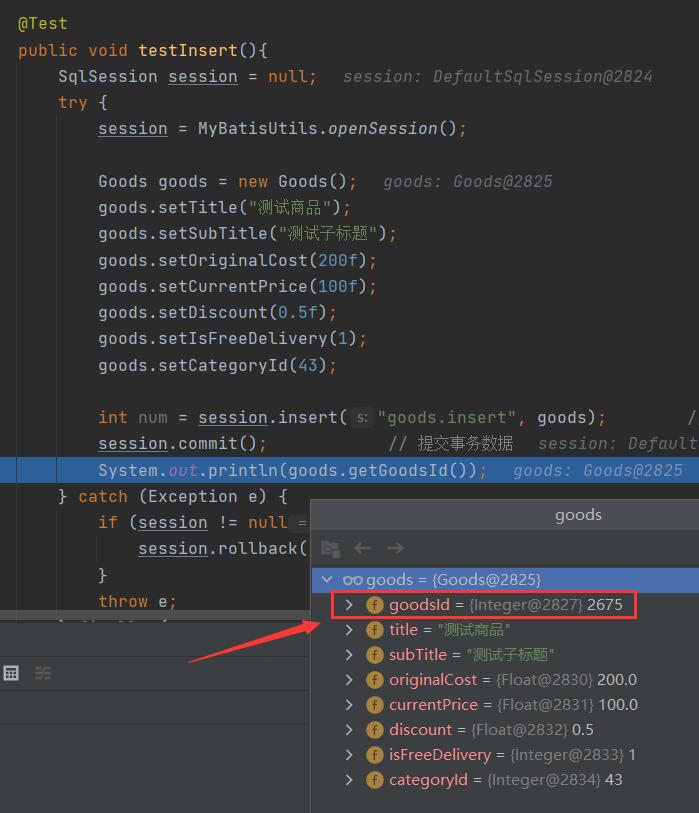 @Test
public void testInsert(){
SqlSession session = null; session: DefaultSqlSession@2824
try {
session = MyBatisUtils.openSession();
Goods goods = new Goods(); goods: Goods@2825
goods.setTitle("测试商品");
goods.setSubTitle("测试子标题");
goods.setOriginalCost(200f);
goods.setCurrentPrice(100f);
goods.setDiscount(0.5f);
goods.setIsFreeDelivery(1);
goods.setCategoryId(43);
int num = session.insert( s: "goods.insert", goods); /
session.commit(); // 提交事务数据 session: Default
System.out.println(goods.getGoodsId()); goods: Goods@2825
} catch (Exception e) {
if (session != null =
session.rollback(
}
throw e;
goods
goods = {Goods@2825}
f goodsId = {Integer@2827} 2675
f title = "测试商品"
f subTitle = "测试子标题"
f originalCost = {Float@2830} 200.0
f currentPrice = {Float@2831} 100.0
f discount = {Float@2832} 0.5
f isFreeDelivery = {Integer@2833} 1
f categoryId = {Integer@2834} 43